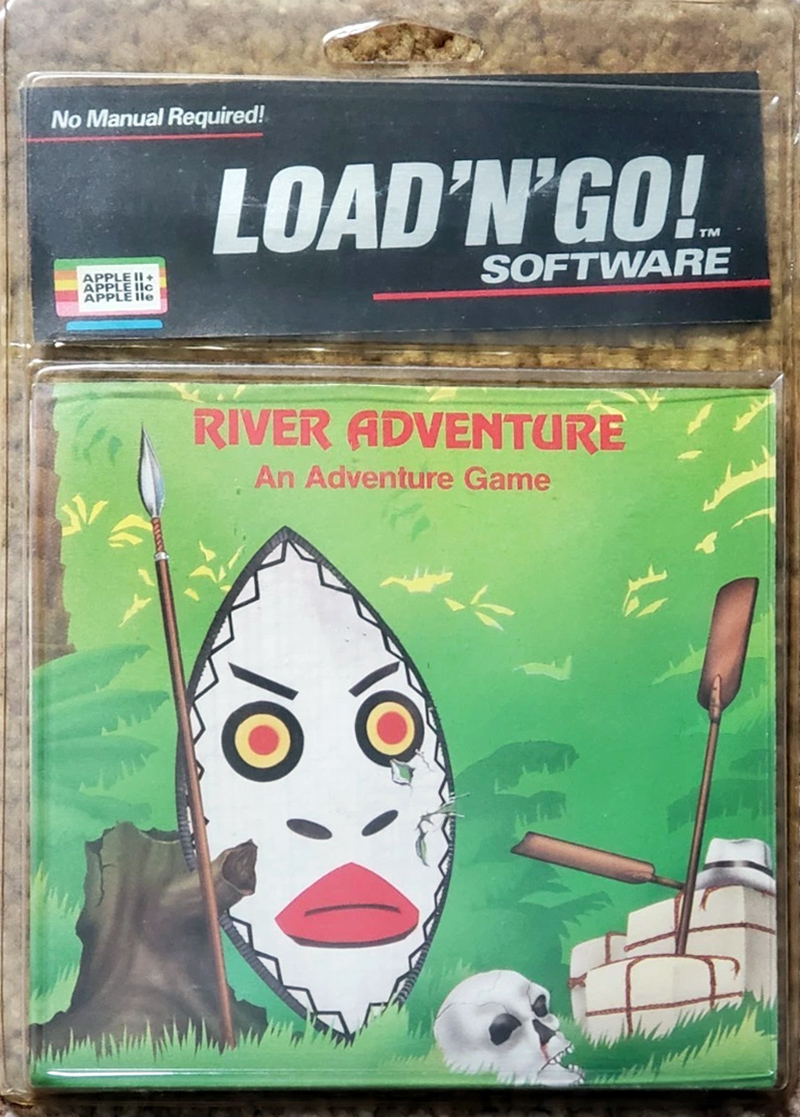 No Manual Required!
LOAD'N'GO!™
SOFTWARE
APPLE II+
APPLE IIc
APPLE IIe
RIVER ADVENTURE
An Adventure Game